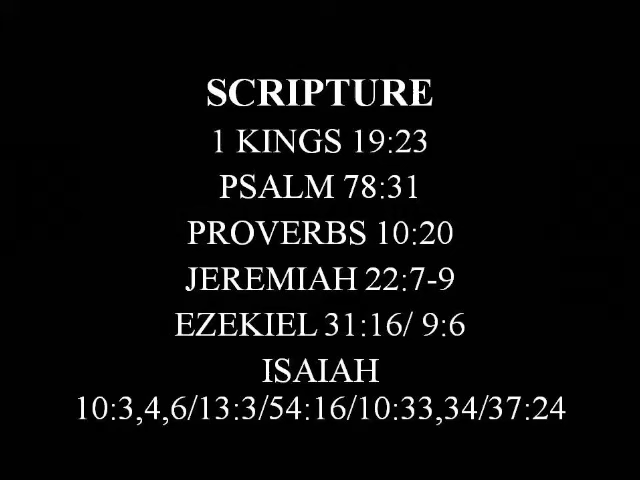 SCRIPTURE
1 KINGS 19:23
PSALM 78:31
PROVERBS 10:20
JEREMIAH 22:7-9
EZEKIEL 31:16/ 9:6
ISAIAH
10:3,4,6/13:3/54:16/10:33,34/37:24